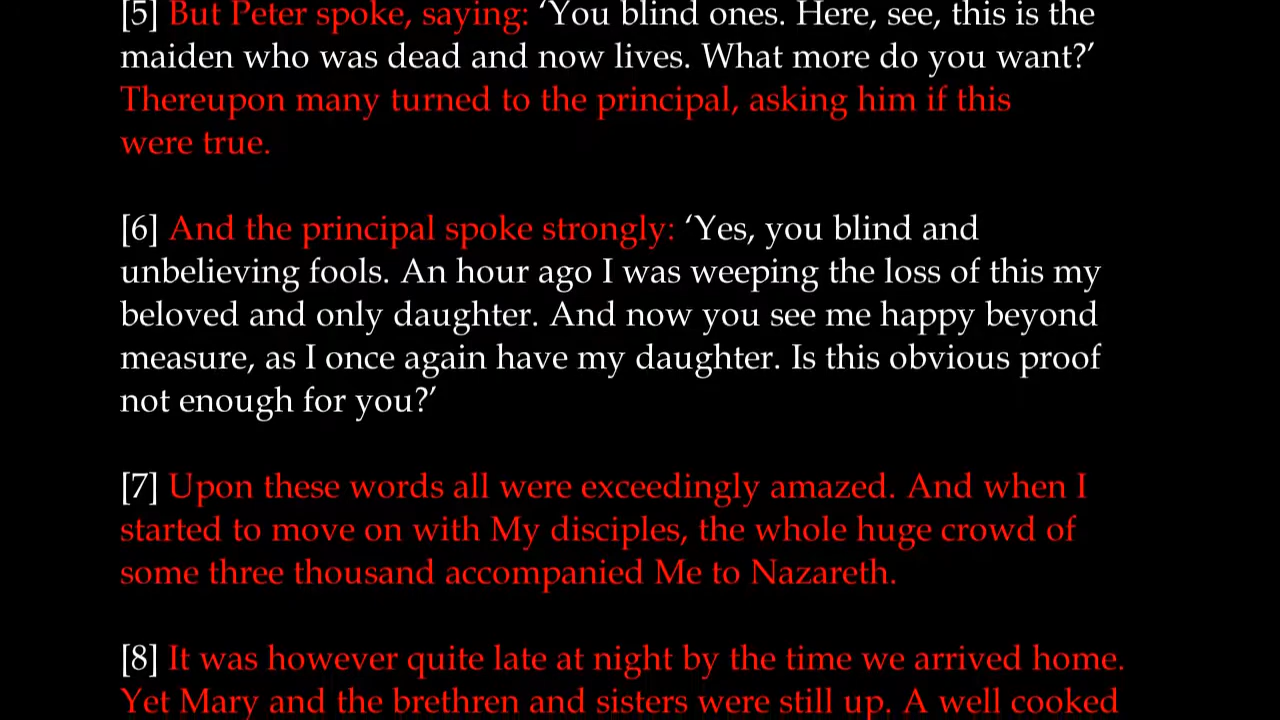 [5] But Peter spoke, saying: ‘You blind ones. Here, see, this is the
maiden who was dead and now lives. What more do you want?’
Thereupon many turned to the principal, asking him if this
were true.
[6] And the principal spoke strongly: ‘Yes, you blind and
unbelieving fools. An hour ago I was weeping the loss of this my
beloved and only daughter. And now you see me happy beyond
measure, as I once again have my daughter. Is this obvious proof
not enough for you?’
[7] Upon these words all were exceedingly amazed. And when I
started to move on with My disciples, the whole huge crowd of
some three thousand accompanied Me to Nazareth.
[8] It was however quite late at night by the time we arrived home.
Yet Mary and the brethren and sisters were still up. A well cooked